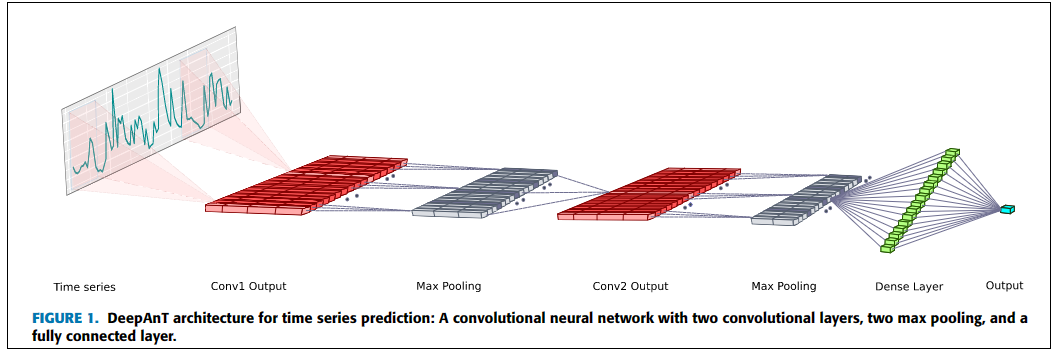 Time series Conv1 Output Max Pooling Conv2 Output Max Pooling Dense Layer Output
FIGURE 1. DeepAnT architecture for time series prediction: A convolutional neural network with two convolutional layers, two max pooling, and a
fully connected layer.